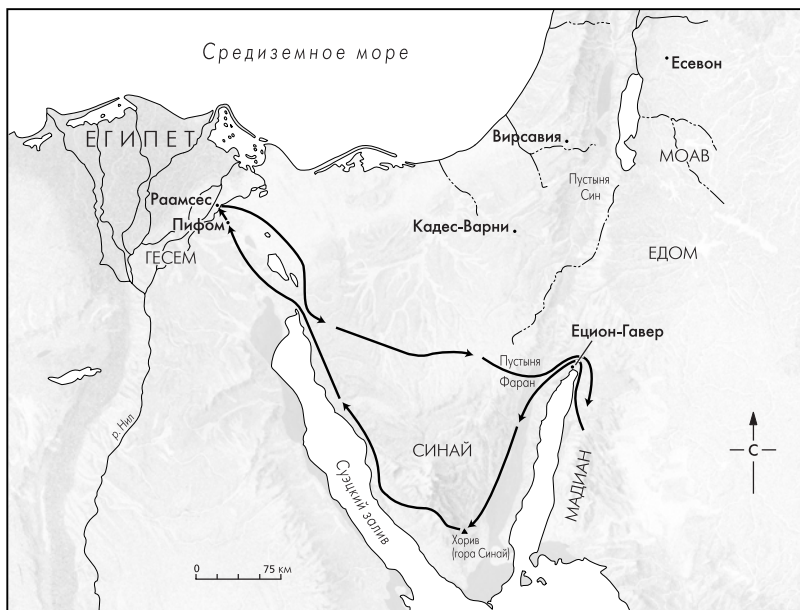 Средиземное море
Есевон
ЕГИПЕТ
Вирсавия
МОАВ
Пустыня
Син
Раамсес
Пифом
Кадес-Варни
ГЕСЕМ
ЕДОМ
Ецион-Гавер
Пустыня
Фаран
р. Нил
СИНАЙ
С
МАДИАН
Суэцкий залив
Хорив
(гора Синай)
0 75 км